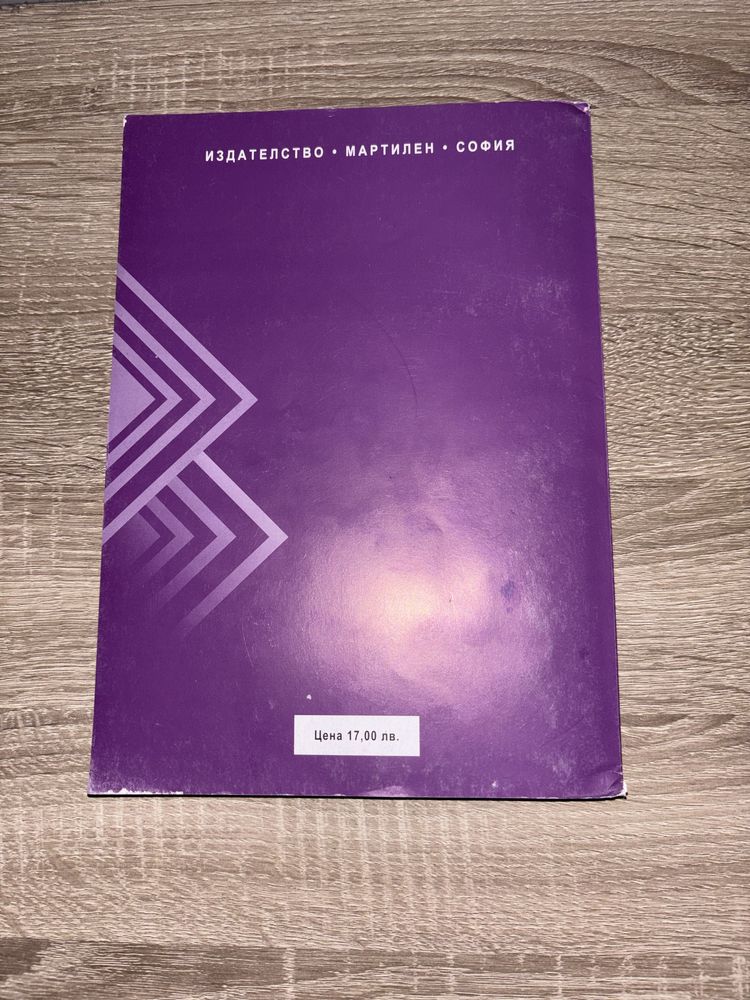 ИЗДАТЕЛСТВО • МАРТИЛЕН • СОФИЯ
Цена 17,00 лв.